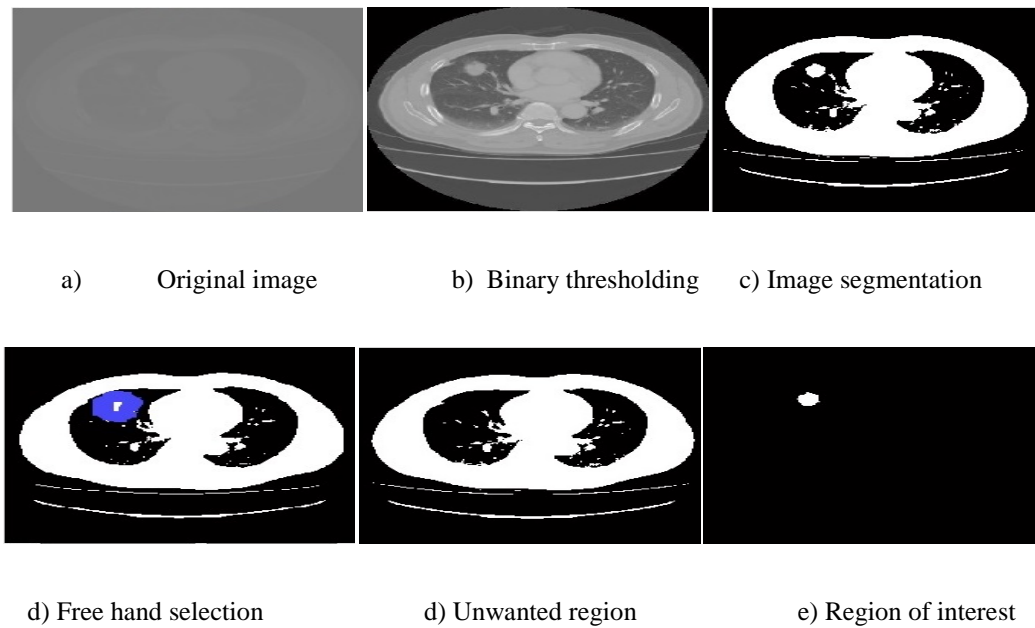 a) Original image b) Binary thresholding c) Image segmentation
d) Free hand selection d) Unwanted region e) Region of interest